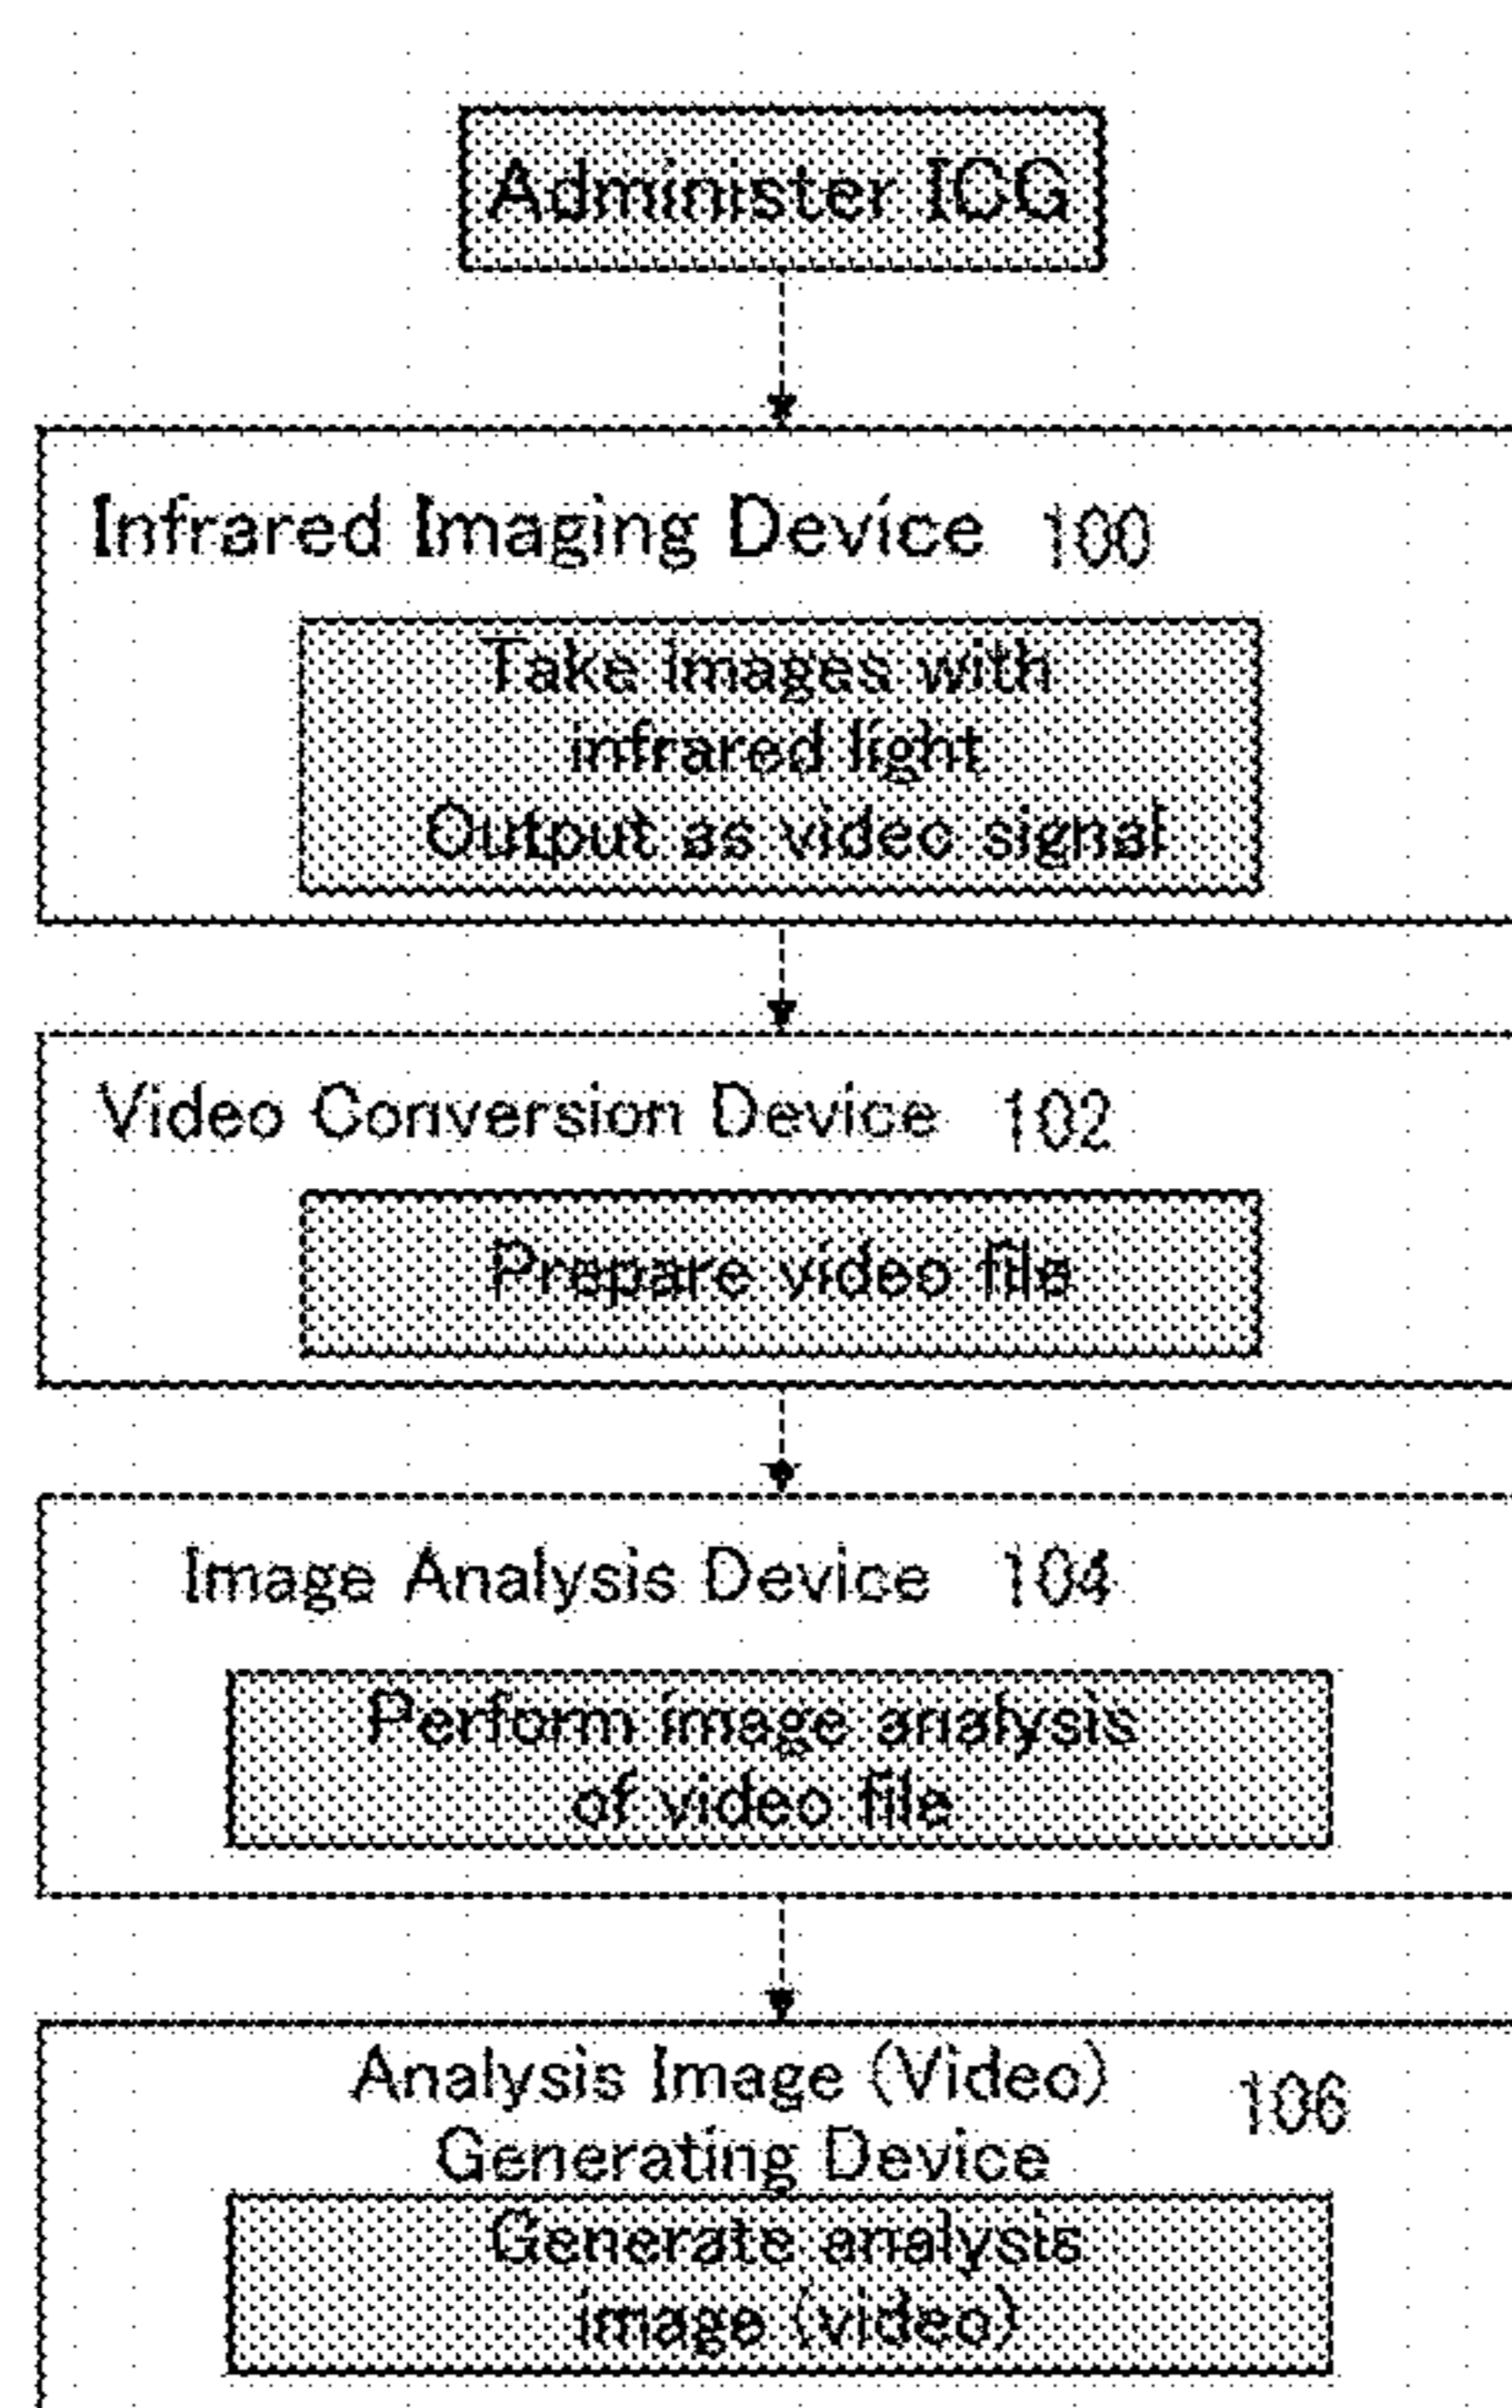 Administer ICG
Infrared Imaging Device 100
Take images with
infrared light
Output as video signal
Video Conversion Device 102
Prepare video file
Image Analysis Device 104
Perform image analysis
of video file
Analysis Image (Video) 106
Generating Device
Generate analysis
image (video)